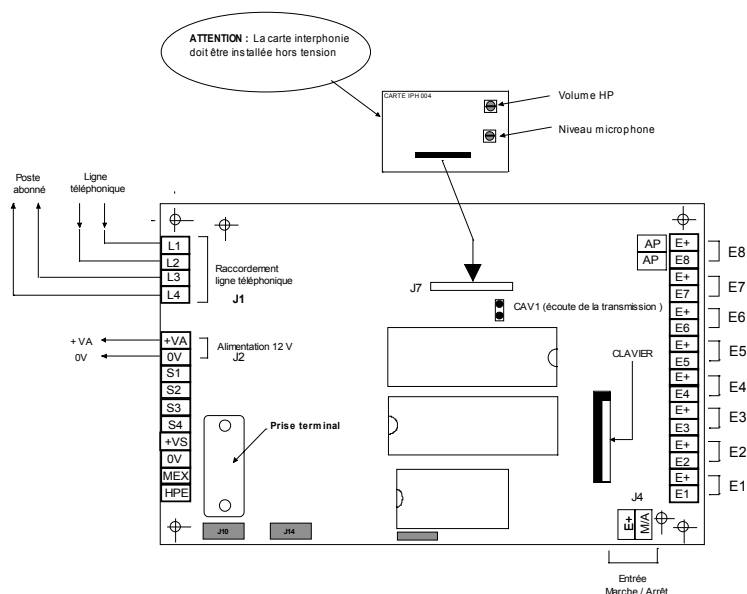 ATTENTION : La carte interphonie
doit être installée hors tension
CARTE IPH 004
Volume HP
Niveau microphone
Poste
abonné
Ligne
téléphonique
L1
L2
L3
L4
Raccordement
ligne téléphonique
J1
+ VA
0V
+VA
0V
Alimentation 12 V
J2
S1
S2
S3
S4
+VS
0V
MEX
HPE
Prise terminal
J10
J14
J7
CAV1 (écoute de la transmission )
CLAVIER
AP
AP
E+
E8
E8
E+
E7
E7
E+
E6
E6
E+
E5
E5
E+
E4
E4
E+
E3
E3
E+
E2
E2
E+
E1
E1
J4
E+
M/A
Entrée
Marche / Arrêt